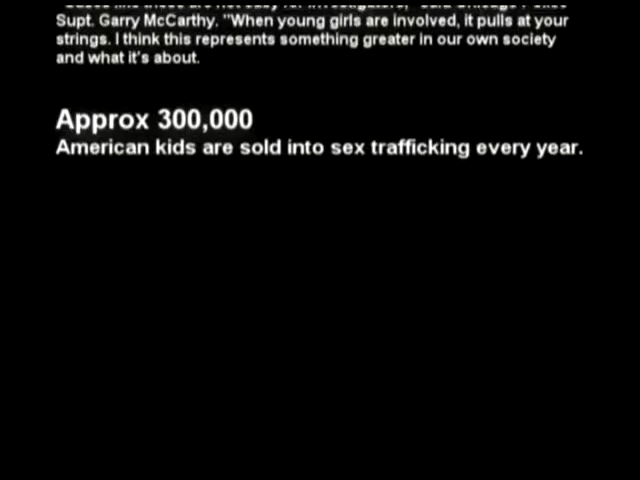 Supt. Garry McCarthy. "When young girls are involved, it pulls at your
strings. I think this represents something greater in our own society
and what it's about.
Approx 300,000
American kids are sold into sex trafficking every year.